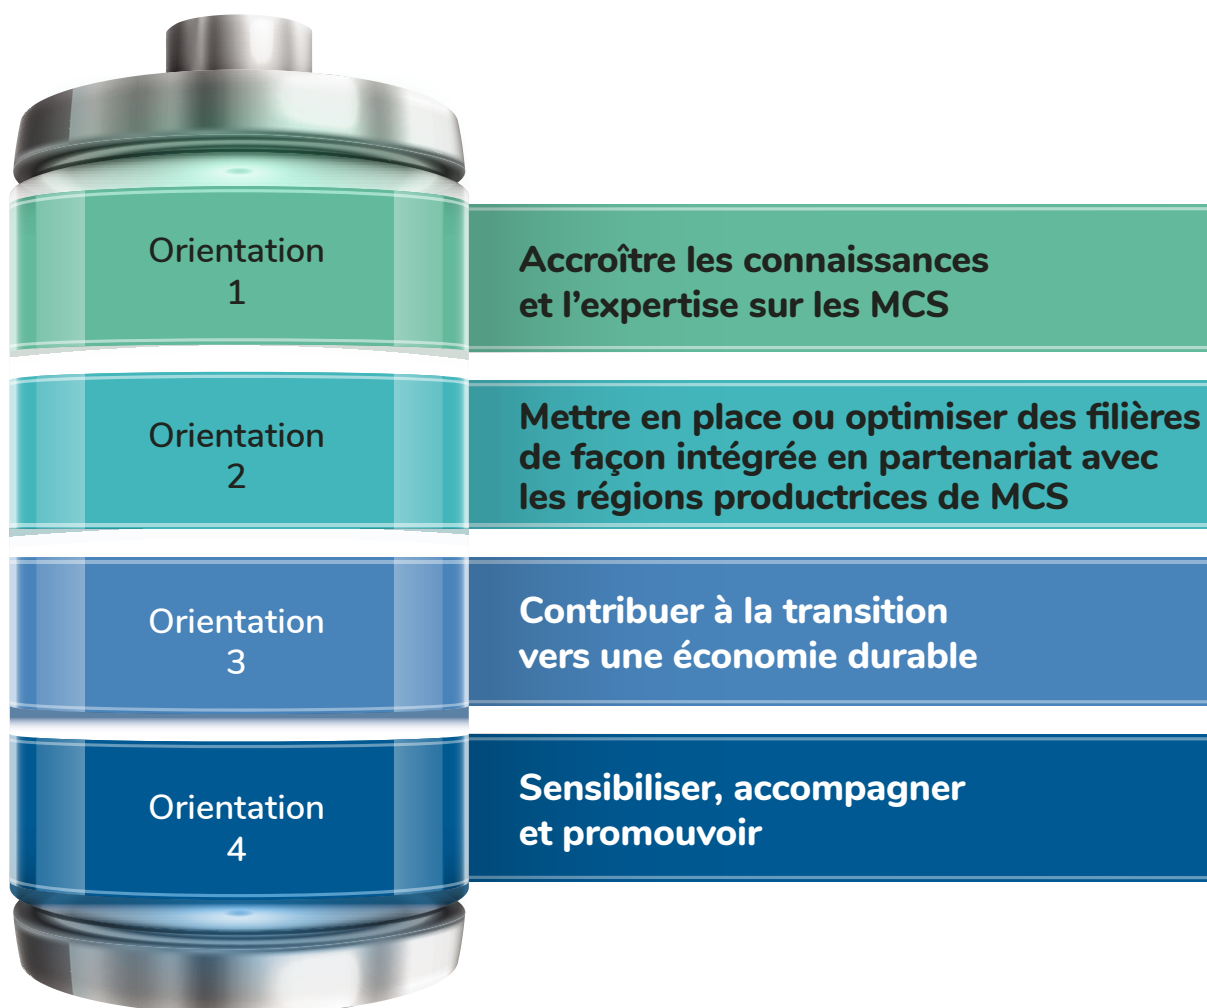 Orientation
1
Accroître les connaissances
et l’expertise sur les MCS
Orientation
2
Mettre en place ou optimiser des filières
de façon intégrée en partenariat avec
les régions productrices de MCS
Orientation
3
Contribuer à la transition
vers une économie durable
Orientation
4
Sensibiliser, accompagner
et promouvoir